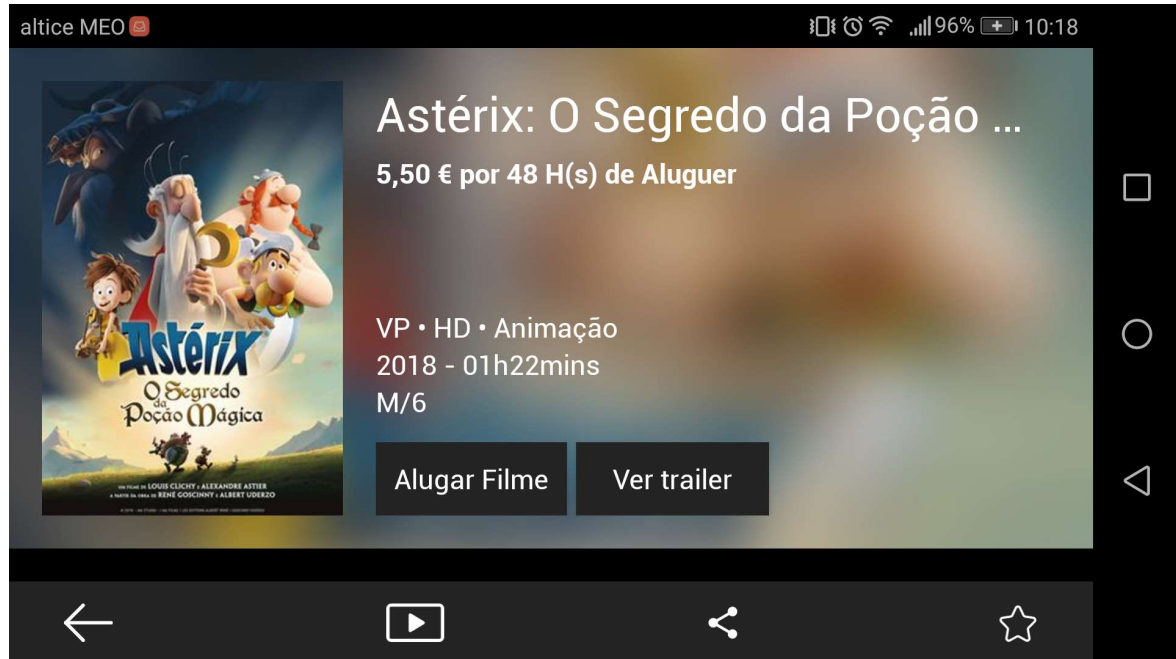 altice MEO
96% 10:18
Astérix: O Segredo da Poção ...
5,50 € por 48 H(s) de Aluguer
VP • HD • Animação
2018 - 01h22mins
M/6
Alugar Filme
Ver trailer
Astérix
O Segredo
da
Poção Mágica
UM FILME DE LOUIS CLICHY E ALEXANDRE ASTIER
A PARTIR DA OBRA DE RENÉ GOSCINNY E ALBERT UDERZO